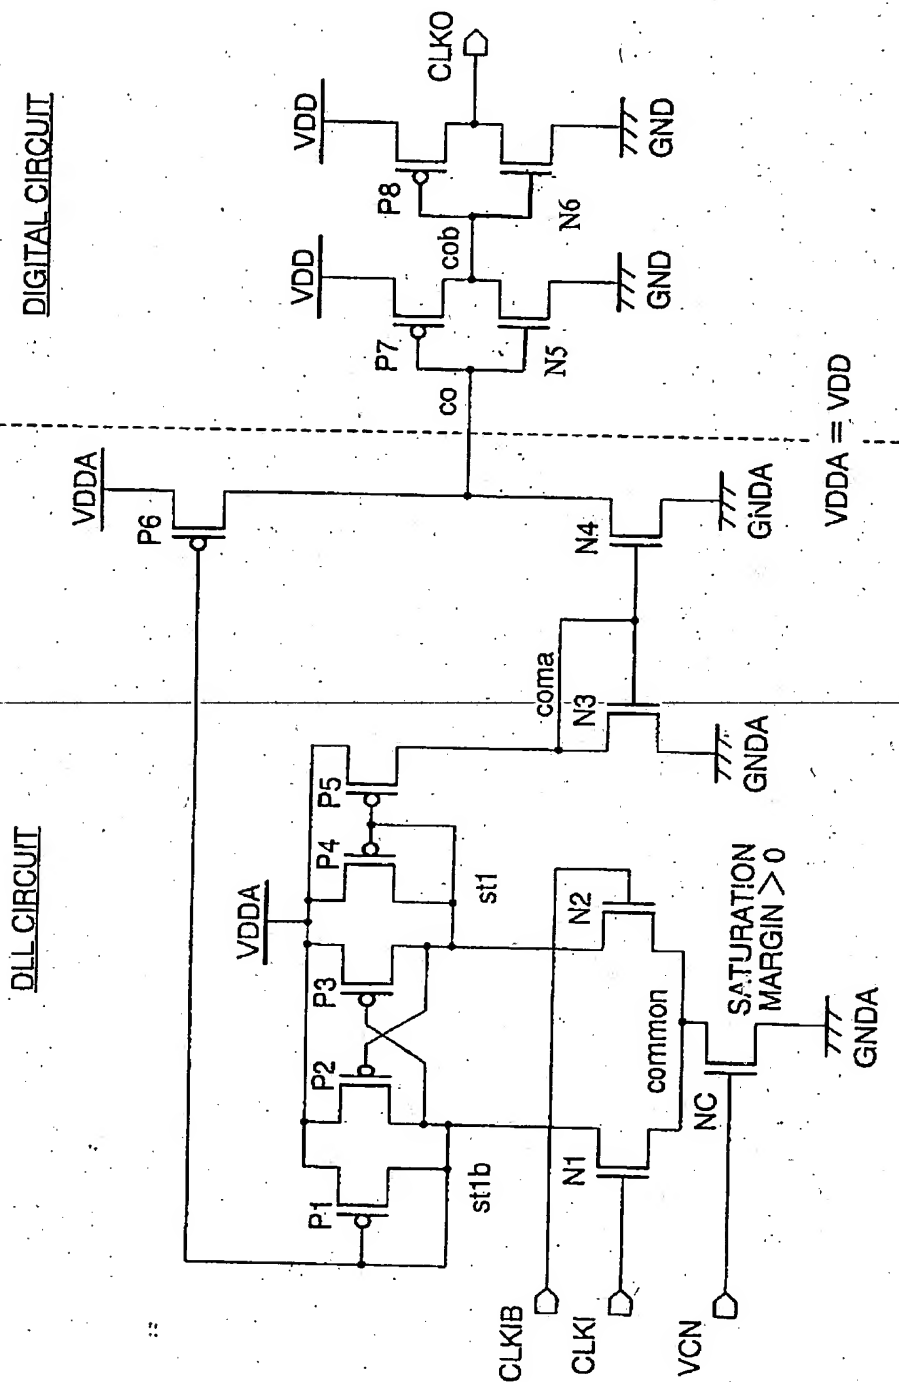 DLL CIRCUIT
DIGITAL CIRCUIT
VDDA
P6
VDD
VDD
P8
CLKO
P7
cob
co
N6
N5
GND
GND
VDDA
P1
P2
P3
P4
P5
st1b
st1
coma
N3
N4
GNDA
GNDA
VDDA = VDD
CLKIB
CLKI
VCN
N1
N2
common
NC
SATURATION
MARGIN > 0
GNDA